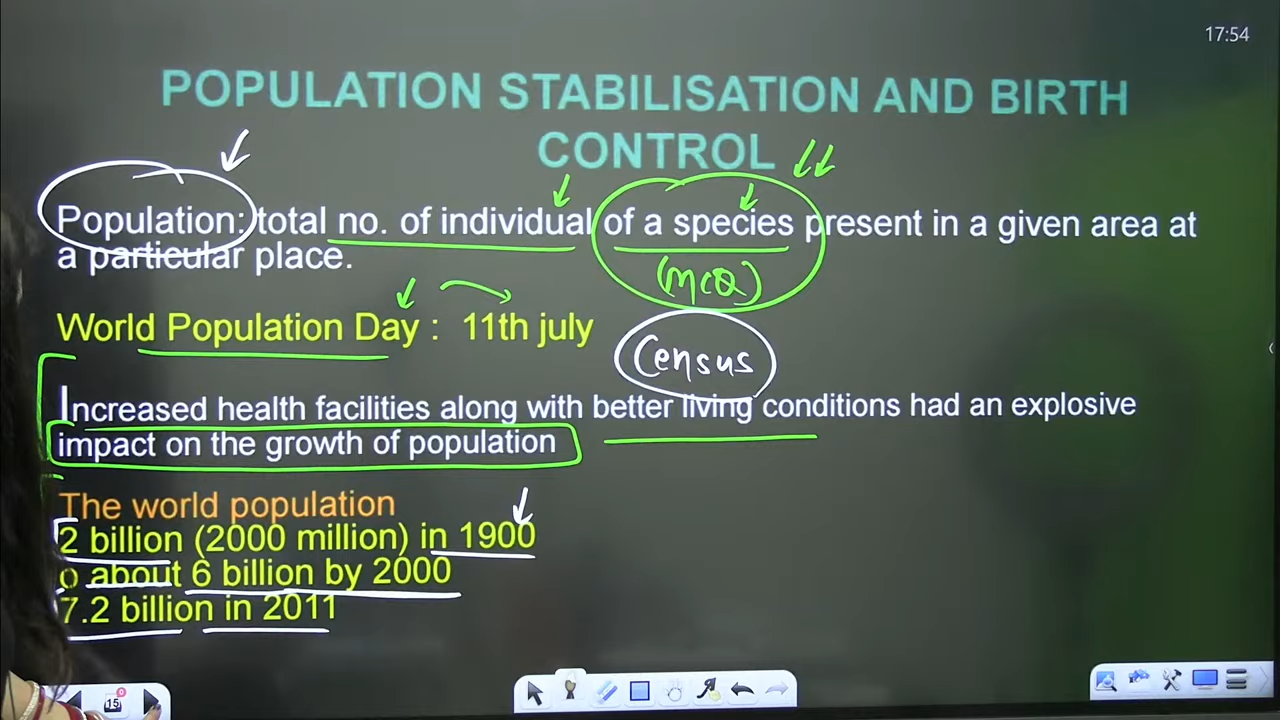 17:54
POPULATION STABILISATION AND BIRTH
CONTROL
Population: total no. of individual of a species present in a given area at
a particular place.
(MCQ)
World Population Day : 11th july
Census
Increased health facilities along with better living conditions had an explosive
impact on the growth of population
The world population
2 billion (2000 million) in 1900
o about 6 billion by 2000
7.2 billion in 2011
15
0